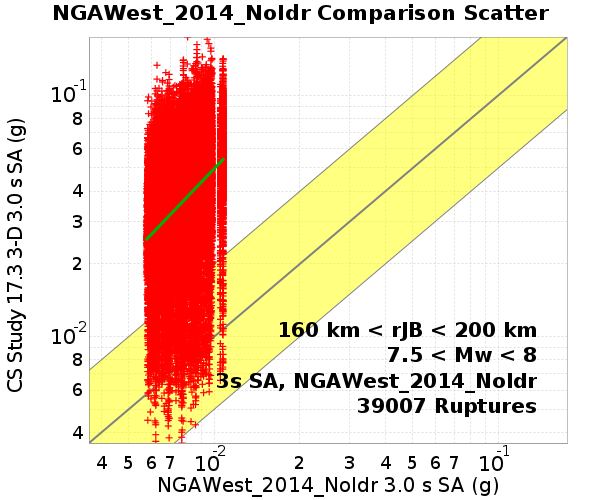 NGAWest_2014_NoIdr Comparison Scatter
CS Study 17.3 3-D 3.0 s SA (g)
10^-1
8
6
4
3
2
10^-2
8
6
4
160 km < rJB < 200 km
7.5 < Mw < 8
3s SA, NGAWest_2014_NoIdr
39007 Ruptures
4 5 6 7 10^-2 2 3 4 5 6 7 10^-1
NGAWest_2014_NoIdr 3.0 s SA (g)